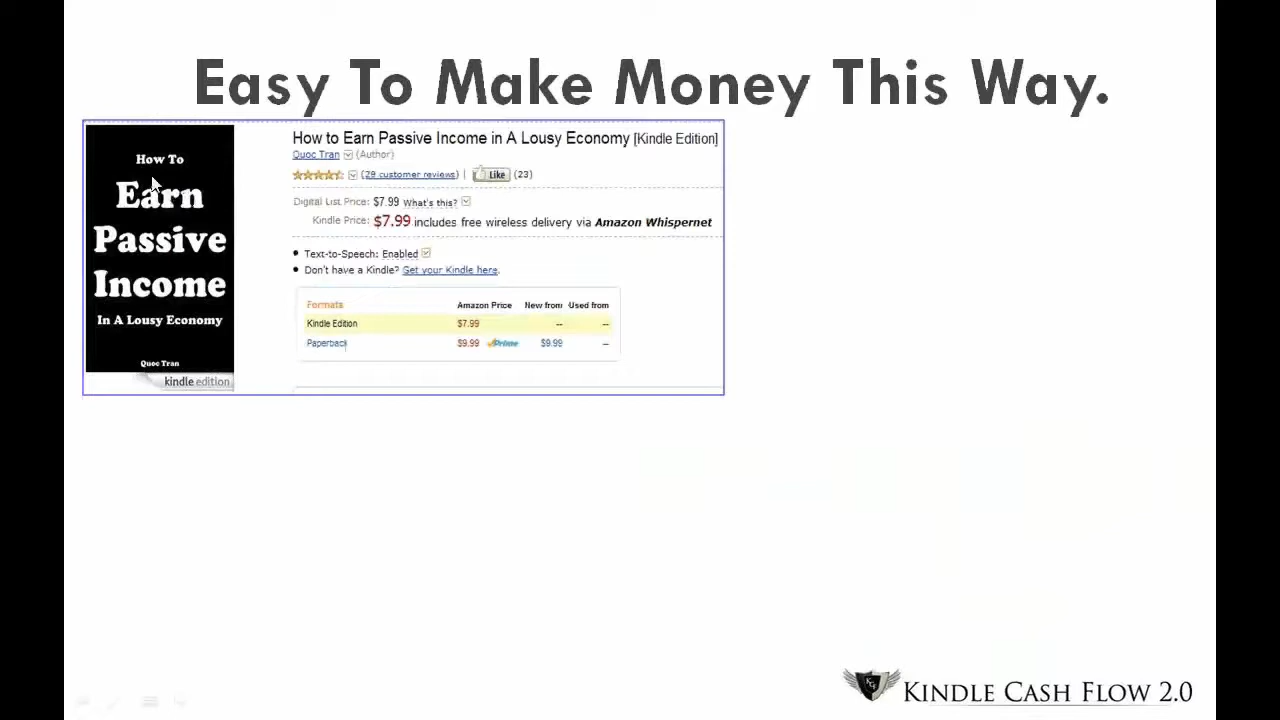 Easy To Make Money This Way.
How To
Earn
Passive
Income
In A Lousy Economy
Quoc Tran
kindle edition
How to Earn Passive Income in A Lousy Economy [Kindle Edition]
Quoc Tran (Author)
(29 customer reviews) | Like (23)
Digital List Price: $7.99 What's this?
Kindle Price: $7.99 includes free wireless delivery via Amazon Whispernet
• Text-to-Speech: Enabled
• Don't have a Kindle? Get your Kindle here.
Formats Amazon Price New from Used from
Kindle Edition $7.99 -- --
Paperback $9.99 Prime $9.99 --
KINDLE CASH FLOW 2.0